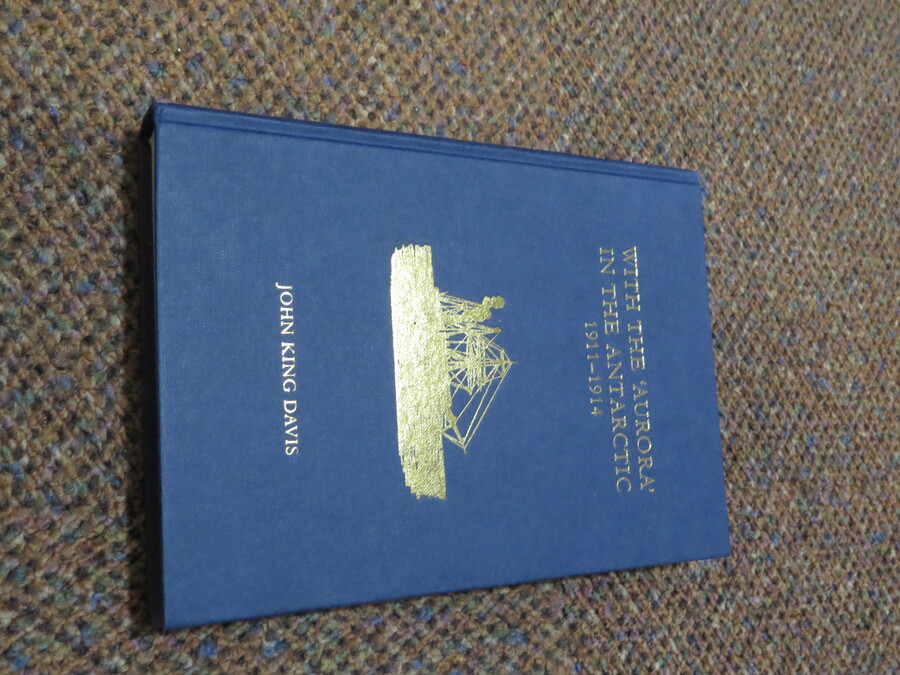 WITH THE 'AURORA'
IN THE ANTARCTIC
1911–1914
JOHN KING DAVIS